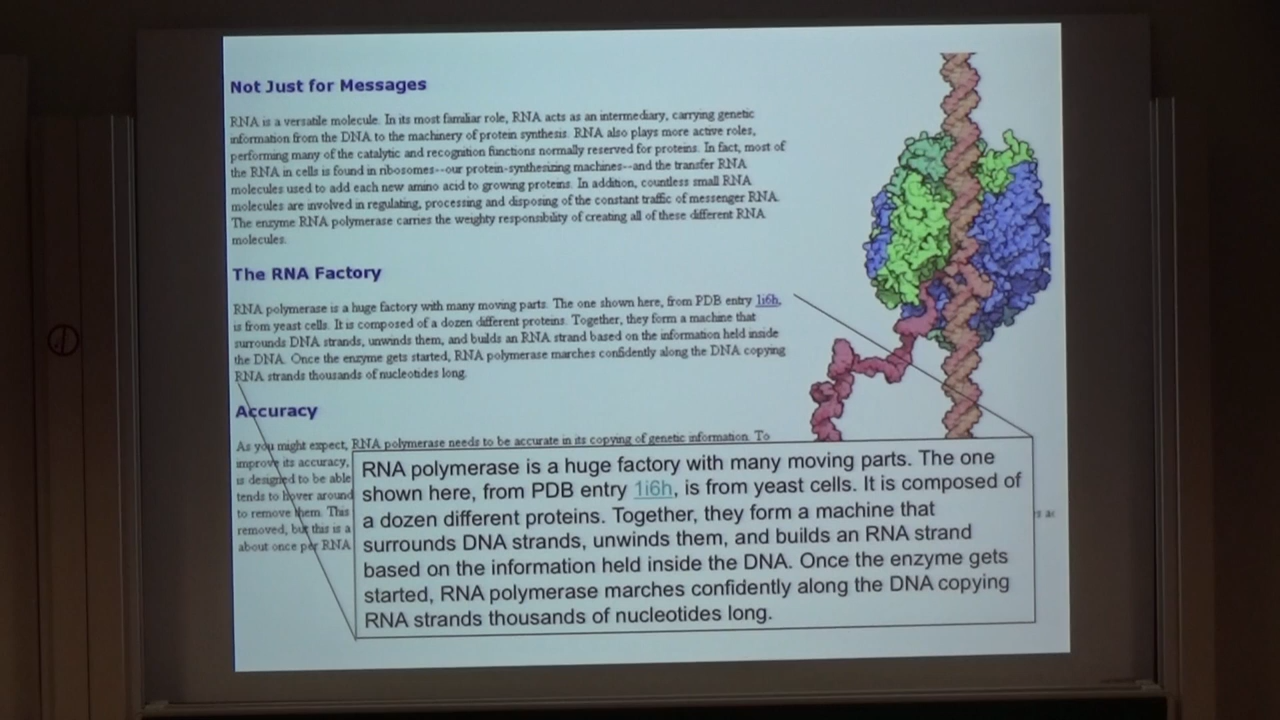 Not Just for Messages
RNA is a versatile molecule. In its most familiar role, RNA acts as an intermediary, carrying genetic
information from the DNA to the machinery of protein synthesis. RNA also plays more active roles,
performing many of the catalytic and recognition functions normally reserved for proteins. In fact, most of
the RNA in cells is found in ribosomes--our protein-synthesizing machines--and the transfer RNA
molecules used to add each new amino acid to growing proteins. In addition, countless small RNA
molecules are involved in regulating, processing and disposing of the constant traffic of messenger RNA.
The enzyme RNA polymerase carries the weighty responsibility of creating all of these different RNA
molecules.
The RNA Factory
RNA polymerase is a huge factory with many moving parts. The one shown here, from PDB entry 1i6h,
is from yeast cells. It is composed of a dozen different proteins. Together, they form a machine that
surrounds DNA strands, unwinds them, and builds an RNA strand based on the information held inside
the DNA. Once the enzyme gets started, RNA polymerase marches confidently along the DNA copying
RNA strands thousands of nucleotides long.
Accuracy
As you might expect, RNA polymerase needs to be accurate in its copying of genetic information. To
improve its accuracy,
is designed to be able
tends to hover around
to remove them. This
removed, but this is a
about once per RNA
RNA polymerase is a huge factory with many moving parts. The one
shown here, from PDB entry 1i6h, is from yeast cells. It is composed of
a dozen different proteins. Together, they form a machine that
surrounds DNA strands, unwinds them, and builds an RNA strand
based on the information held inside the DNA. Once the enzyme gets
started, RNA polymerase marches confidently along the DNA copying
RNA strands thousands of nucleotides long.